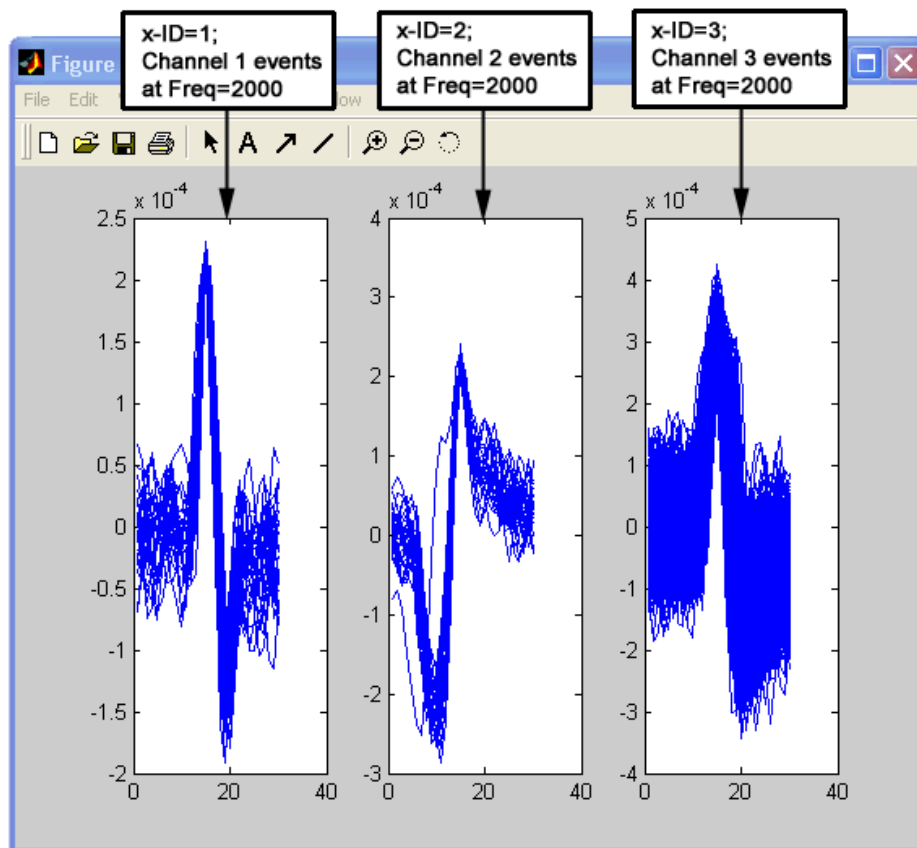 x-ID=1;
Channel 1 events
at Freq=2000
x-ID=2;
Channel 2 events
at Freq=2000
x-ID=3;
Channel 3 events
at Freq=2000
Figure
File Edit
A
x 10^-4
2.5
2
1.5
1
0.5
0
-0.5
-1
-1.5
-2
0 20 40
x 10^-4
4
3
2
1
0
-1
-2
-3
0 20 40
x 10^-4
5
4
3
2
1
0
-1
-2
-3
-4
0 20 40